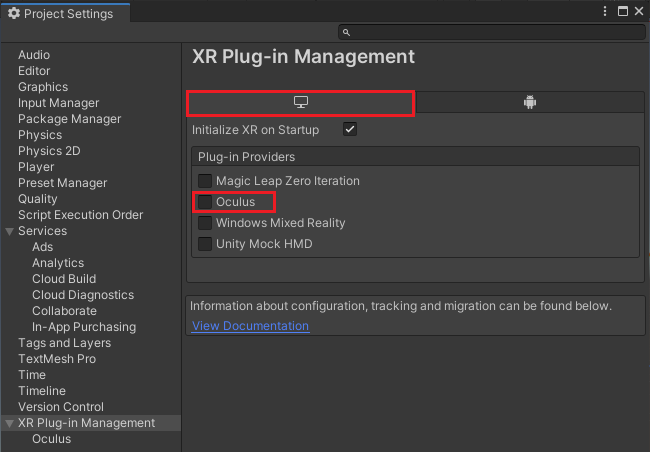 Project Settings
Audio
Editor
Graphics
Input Manager
Package Manager
Physics
Physics 2D
Player
Preset Manager
Quality
Script Execution Order
Services
Ads
Analytics
Cloud Build
Cloud Diagnostics
Collaborate
In-App Purchasing
Tags and Layers
TextMesh Pro
Time
Timeline
Version Control
XR Plug-in Management
Oculus
XR Plug-in Management
Initialize XR on Startup
Plug-in Providers
Magic Leap Zero Iteration
Oculus
Windows Mixed Reality
Unity Mock HMD
Information about configuration, tracking and migration can be found below.
View Documentation